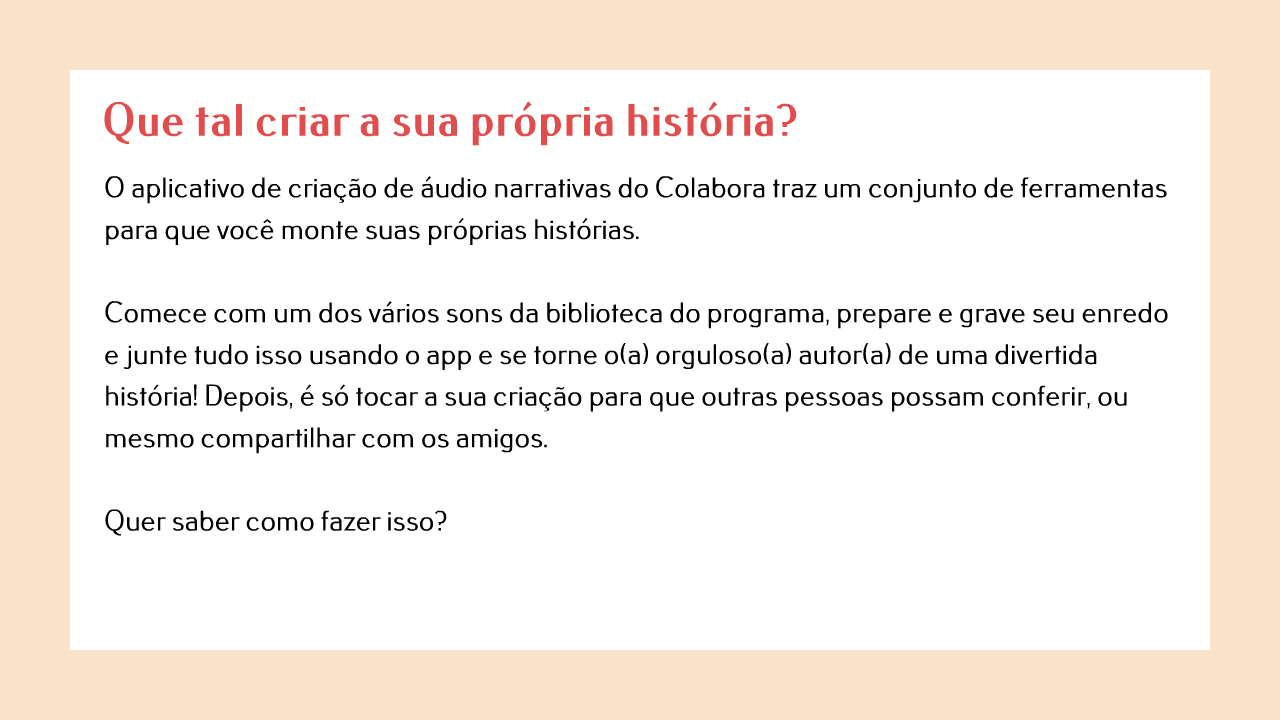 Que tal criar a sua própria história?
O aplicativo de criação de áudio narrativas do Colabora traz um conjunto de ferramentas
para que você monte suas próprias histórias.
Comece com um dos vários sons da biblioteca do programa, prepare e grave seu enredo
e junte tudo isso usando o app e se torne o(a) orguloso(a) autor(a) de uma divertida
história! Depois, é só tocar a sua criação para que outras pessoas possam conferir, ou
mesmo compartilhar com os amigos.
Quer saber como fazer isso?